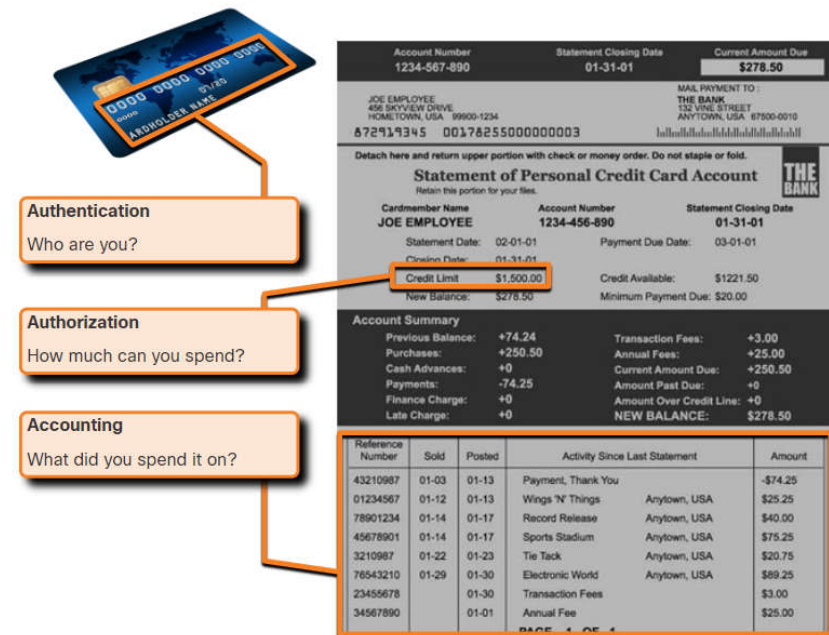 0000 0000 0000 0000
0000
01/20
ARDHOLDER NAME
Authentication
Who are you?
Authorization
How much can you spend?
Accounting
What did you spend it on?
Account Number Statement Closing Date Current Amount Due
1234-567-890 01-31-01 $278.50
JOE EMPLOYEE
456 SKYVIEW DRIVE
HOMETOWN, USA 99900-1234
MAIL PAYMENT TO :
THE BANK
132 VINE STREET
ANYTOWN, USA 67500-0010
872919345 00178255000000003
Detach here and return upper portion with check or money order. Do not staple or fold.
Statement of Personal Credit Card Account
Retain this portion for your files.
THE
BANK
Cardmember Name Account Number Statement Closing Date
JOE EMPLOYEE 1234-456-890 01-31-01
Statement Date: 02-01-01 Payment Due Date: 03-01-01
Closing Date: 01-31-01
Credit Limit $1,500.00 Credit Available: $1221.50
New Balance: $278.50 Minimum Payment Due: $20.00
Account Summary
Previous Balance: +74.24 Transaction Fees: +3.00
Purchases: +250.50 Annual Fees: +25.00
Cash Advances: +0 Current Amount Due: +250.50
Payments: -74.25 Amount Past Due: +0
Finance Charge: +0 Amount Over Credit Line: +0
Late Charge: +0 NEW BALANCE: $278.50
Reference
Number Sold Posted Activity Since Last Statement Amount
43210987 01-03 01-13 Payment, Thank You -$74.25
01234567 01-12 01-13 Wings 'N' Things Anytown, USA $25.25
78901234 01-14 01-17 Record Release Anytown, USA $40.00
45678901 01-14 01-17 Sports Stadium Anytown, USA $75.25
3210987 01-22 01-23 Tie Tack Anytown, USA $20.75
76543210 01-29 01-30 Electronic World Anytown, USA $89.25
23455678 01-30 Transaction Fees $3.00
34567890 01-01 Annual Fee $25.00
PAGE 1 OF 1